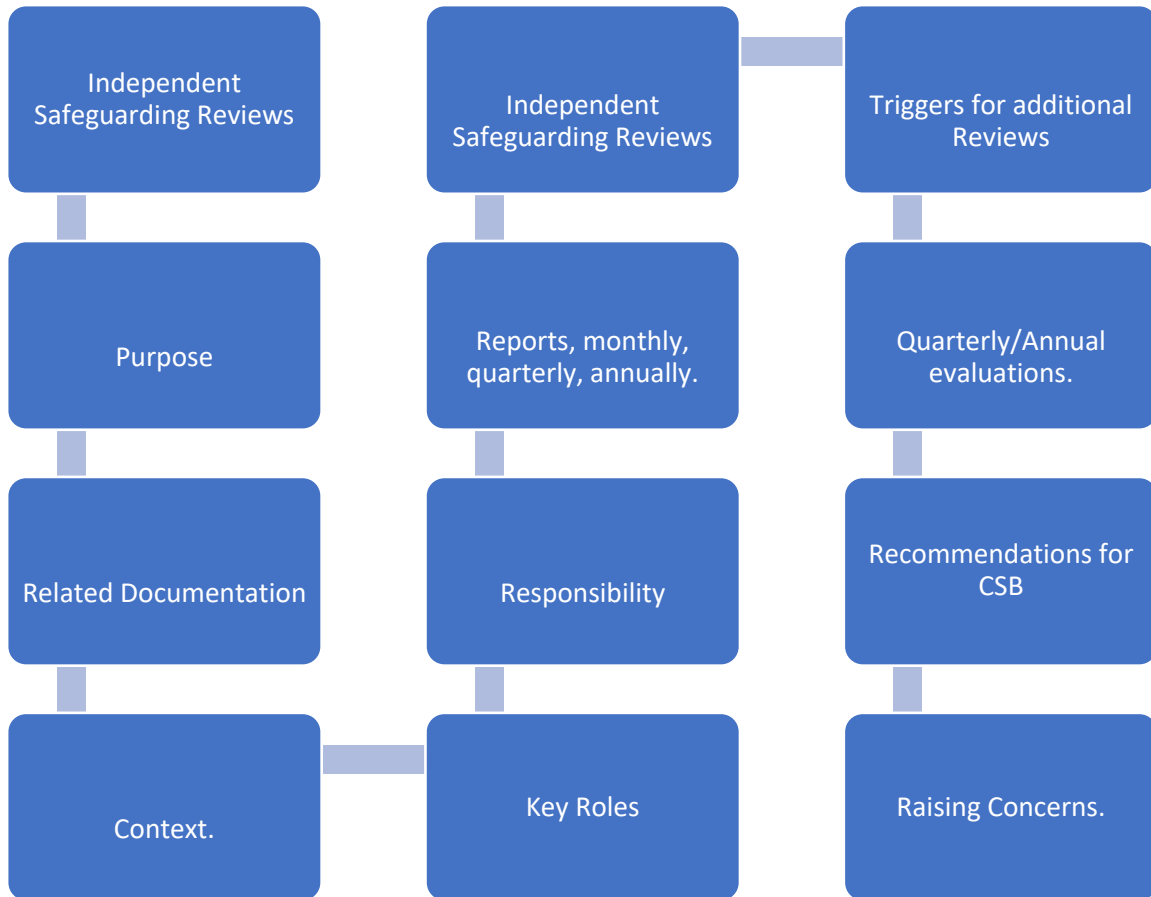 Independent
Safeguarding Reviews
Purpose
Related Documentation
Context.
Key Roles
Responsibility
Reports, monthly,
quarterly, annually.
Independent
Safeguarding Reviews
Triggers for additional
Reviews
Quarterly/Annual
evaluations.
Recommendations for
CSB
Raising Concerns.